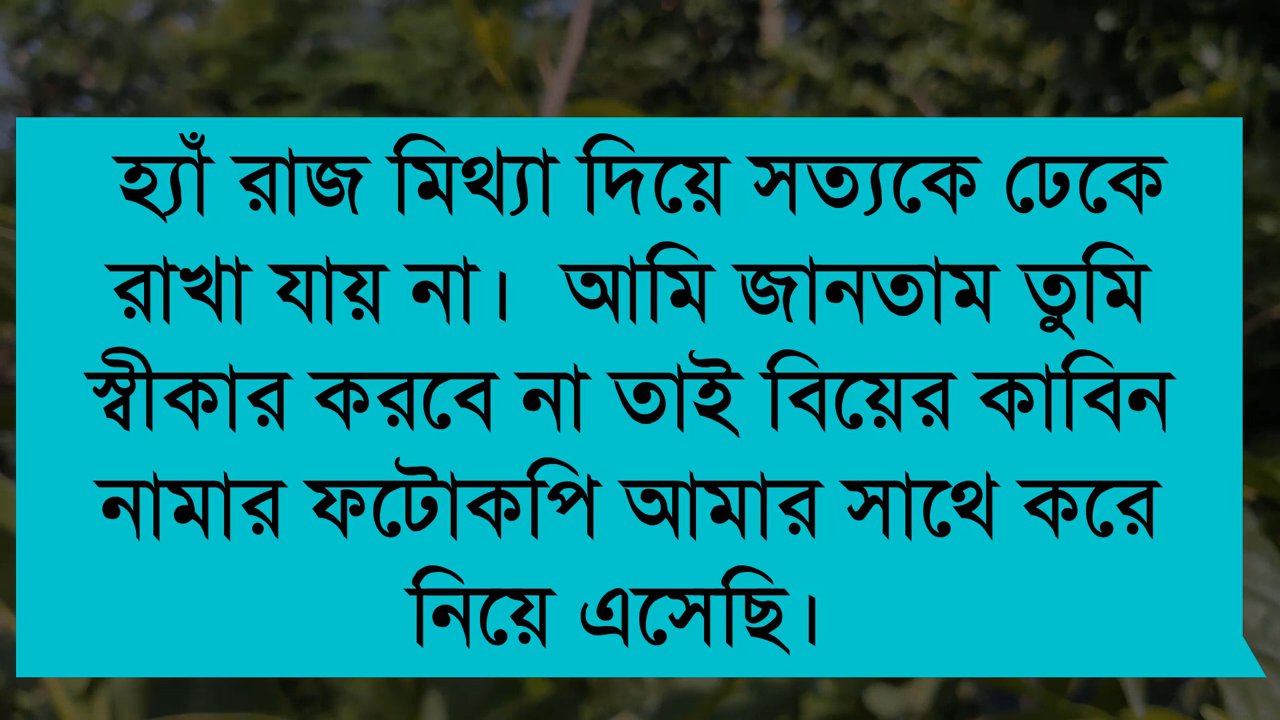 হ্যাঁ রাজ মিথ্যা দিয়ে সত্যকে ঢেকে
রাখা যায় না। আমি জানতাম তুমি
স্বীকার করবে না তাই বিয়ের কাবিন
নামার ফটোকপি আমার সাথে করে
নিয়ে এসেছি।